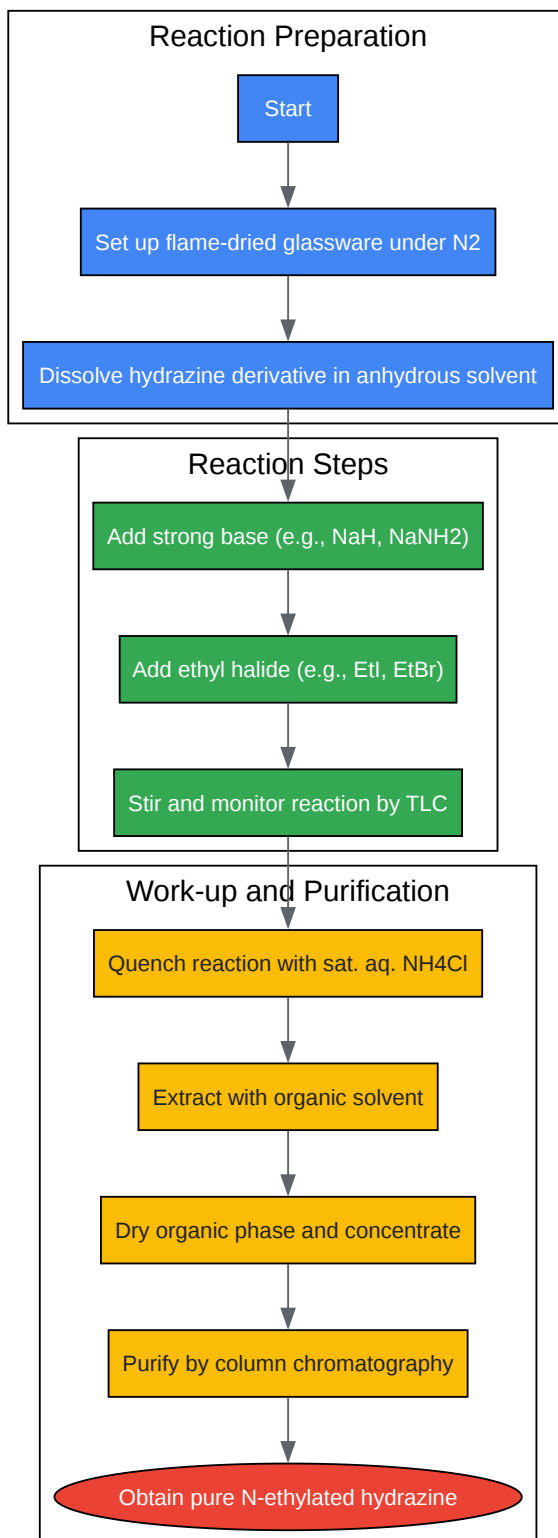 Reaction Preparation
Start
Set up flame-dried glassware under N2
Dissolve hydrazine derivative in anhydrous solvent
Reaction Steps
Add strong base (e.g., NaH, NaNH2)
Add ethyl halide (e.g., EtI, EtBr)
Stir and monitor reaction by TLC
Work-up and Purification
Quench reaction with sat. aq. NH4Cl
Extract with organic solvent
Dry organic phase and concentrate
Purify by column chromatography
Obtain pure N-ethylated hydrazine